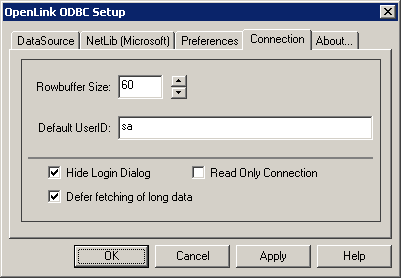 OpenLink ODBC Setup
DataSource NetLib (Microsoft) Preferences Connection About...
Rowbuffer Size: 60
Default UserID: sa
Hide Login Dialog Read Only Connection
Defer fetching of long data
OK Cancel Apply Help